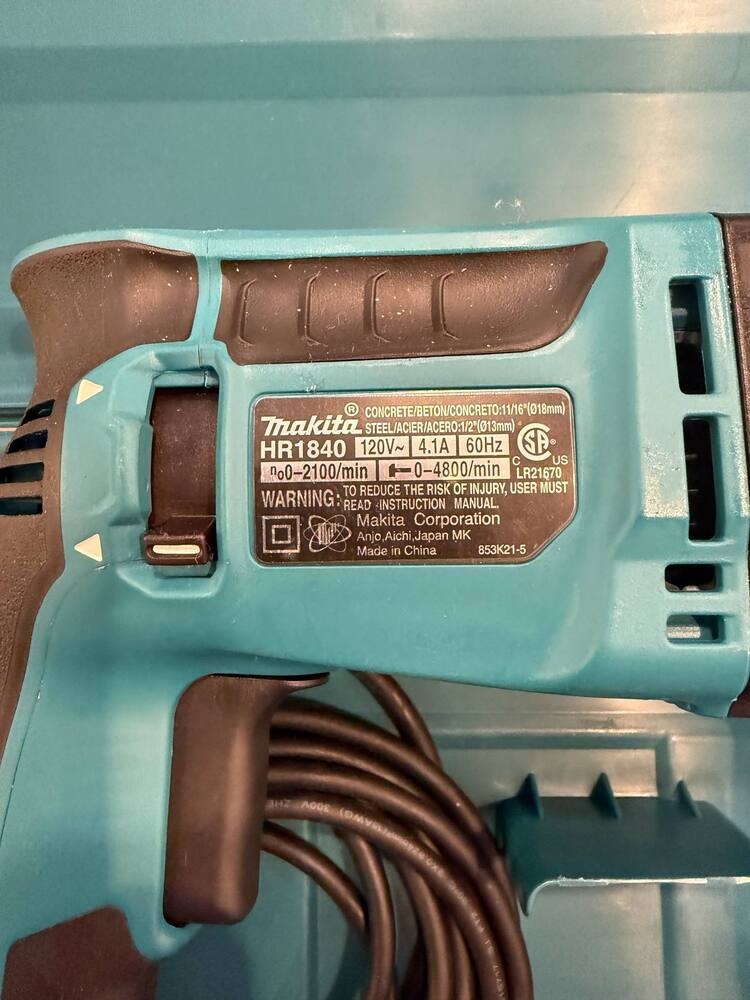 makita® CONCRETE/BETON/CONCRETO:11/16"(Ø18mm)
STEEL/ACIER/ACERO:1/2"(Ø13mm)
HR1840 120V~ 4.1A 60Hz
n₀0-2100/min 0-4800/min
C US
LR21670
WARNING: TO REDUCE THE RISK OF INJURY, USER MUST
READ INSTRUCTION MANUAL.
Makita Corporation
Anjo,Aichi,Japan MK
Made in China 853K21-5
300V